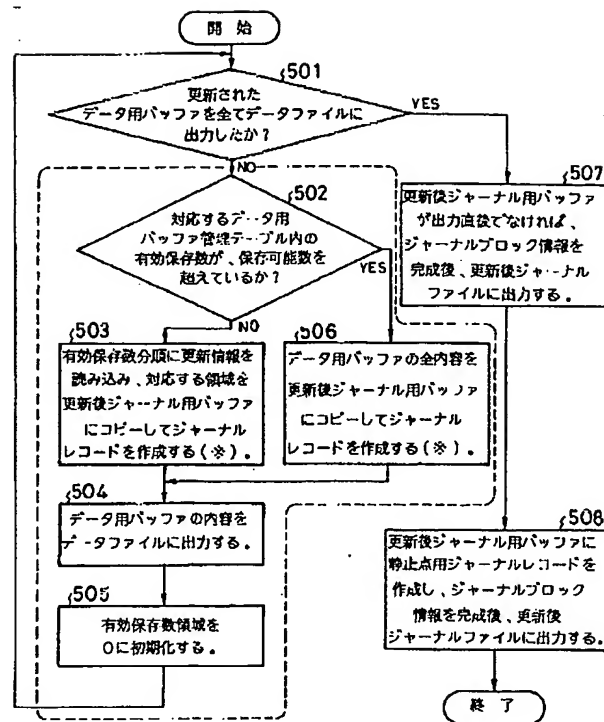 開始
501
更新された
データ用バッファを全てデータファイルに
出力したか?
YES
NO
502
対応するデータ用
バッファ管理テーブル内の
有効保存数が、保存可能数を
超えているか?
YES
NO
503
有効保存数分順に更新情報を
読み込み、対応する領域を
更新後ジャーナル用バッファ
にコピーしてジャーナル
レコードを作成する(※)。
506
データ用バッファの全内容を
更新後ジャーナル用バッファ
にコピーしてジャーナル
レコードを作成する(※)。
504
データ用バッファの内容を
データファイルに出力する。
505
有効保存数領域を
0に初期化する。
507
更新後ジャーナル用バッファ
が出力直後でなければ、
ジャーナルブロック情報を
完成後、更新後ジャーナル
ファイルに出力する。
508
更新後ジャーナル用バッファに
静止点用ジャーナルレコードを
作成し、ジャーナルブロック
情報を完成後、更新後
ジャーナルファイルに出力する。
終了